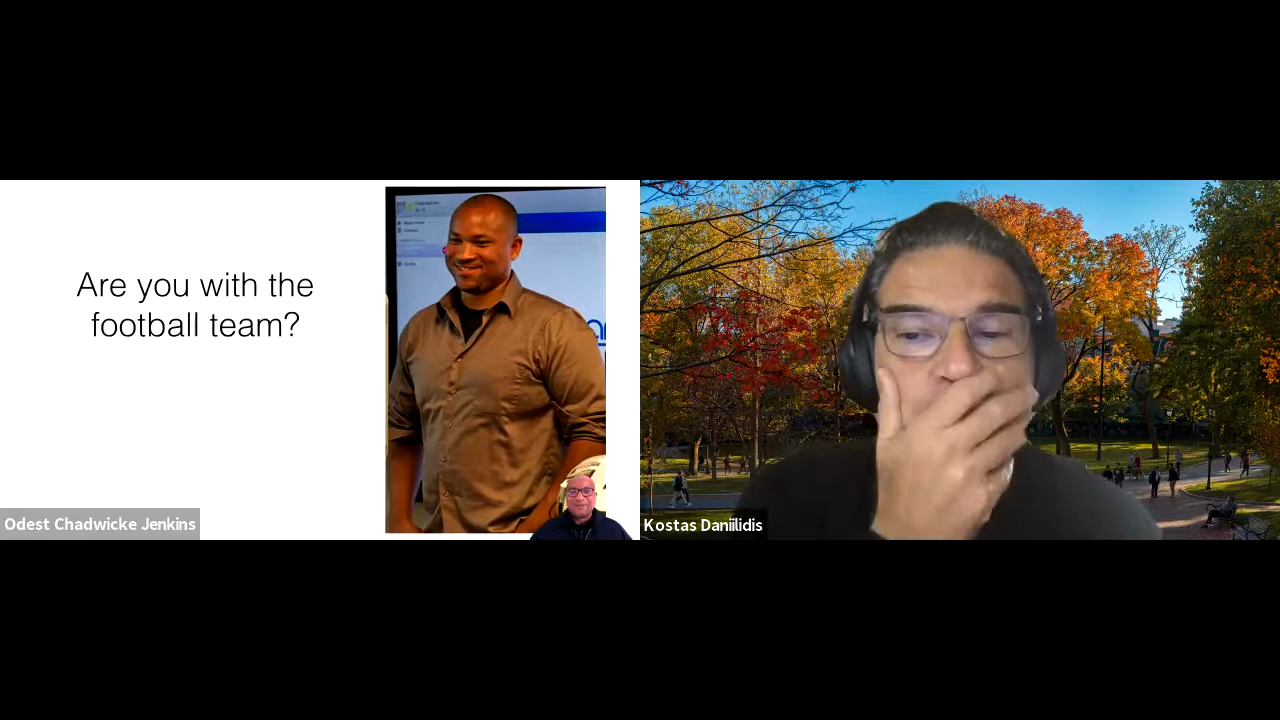 Are you with the
football team?
Odest Chadwicke Jenkins
Kostas Daniilidis